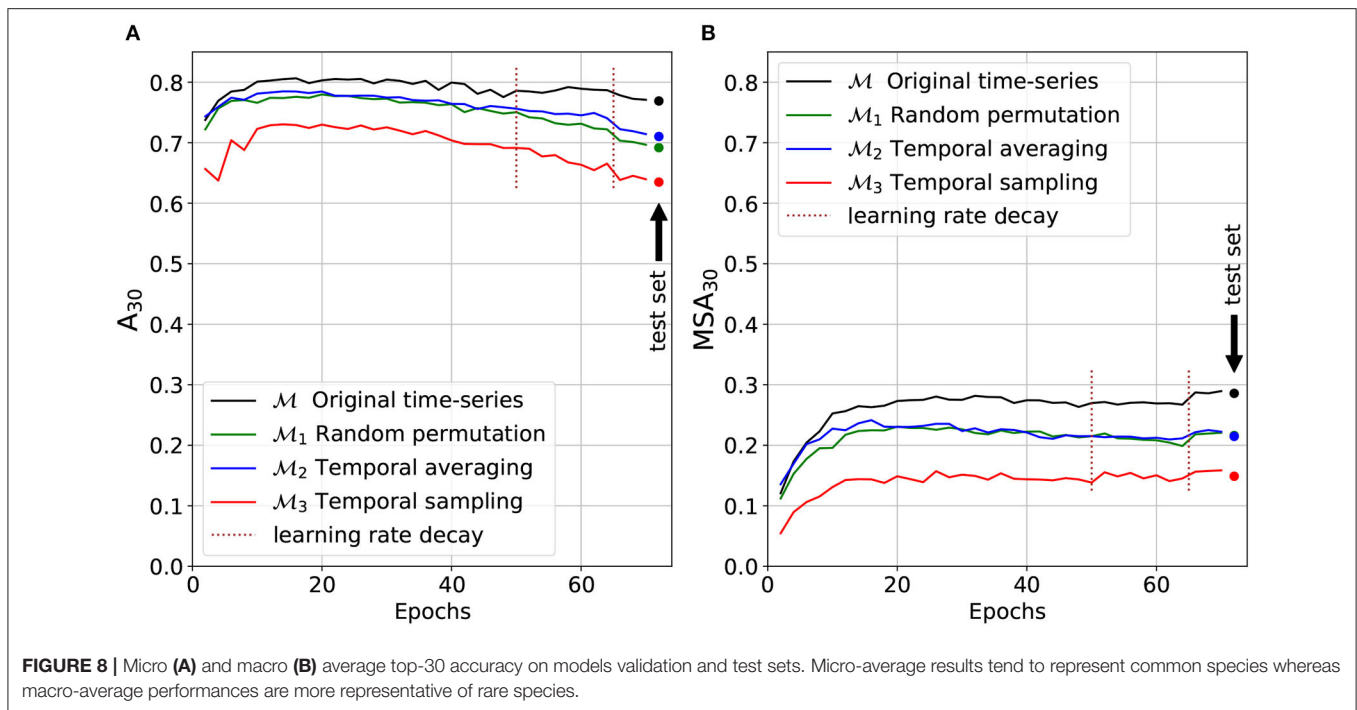 A
0.8
0.7
0.6
0.5
0.4
0.3
0.2
0.1
0.0
A₃₀
0
20
40
60
Epochs
test set
ℳ Original time-series
ℳ₁ Random permutation
ℳ₂ Temporal averaging
ℳ₃ Temporal sampling
learning rate decay
B
0.8
0.7
0.6
0.5
0.4
0.3
0.2
0.1
0.0
MSA₃₀
0
20
40
60
Epochs
ℳ Original time-series
ℳ₁ Random permutation
ℳ₂ Temporal averaging
ℳ₃ Temporal sampling
learning rate decay
test set
FIGURE 8 | Micro (A) and macro (B) average top-30 accuracy on models validation and test sets. Micro-average results tend to represent common species whereas
macro-average performances are more representative of rare species.